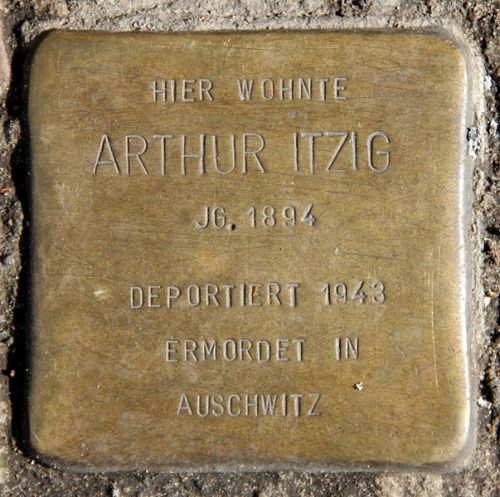 HIER WOHNTE
ARTHUR ITZIG
JG. 1894
DEPORTIERT 1943
ERMORDET IN
AUSCHWITZ